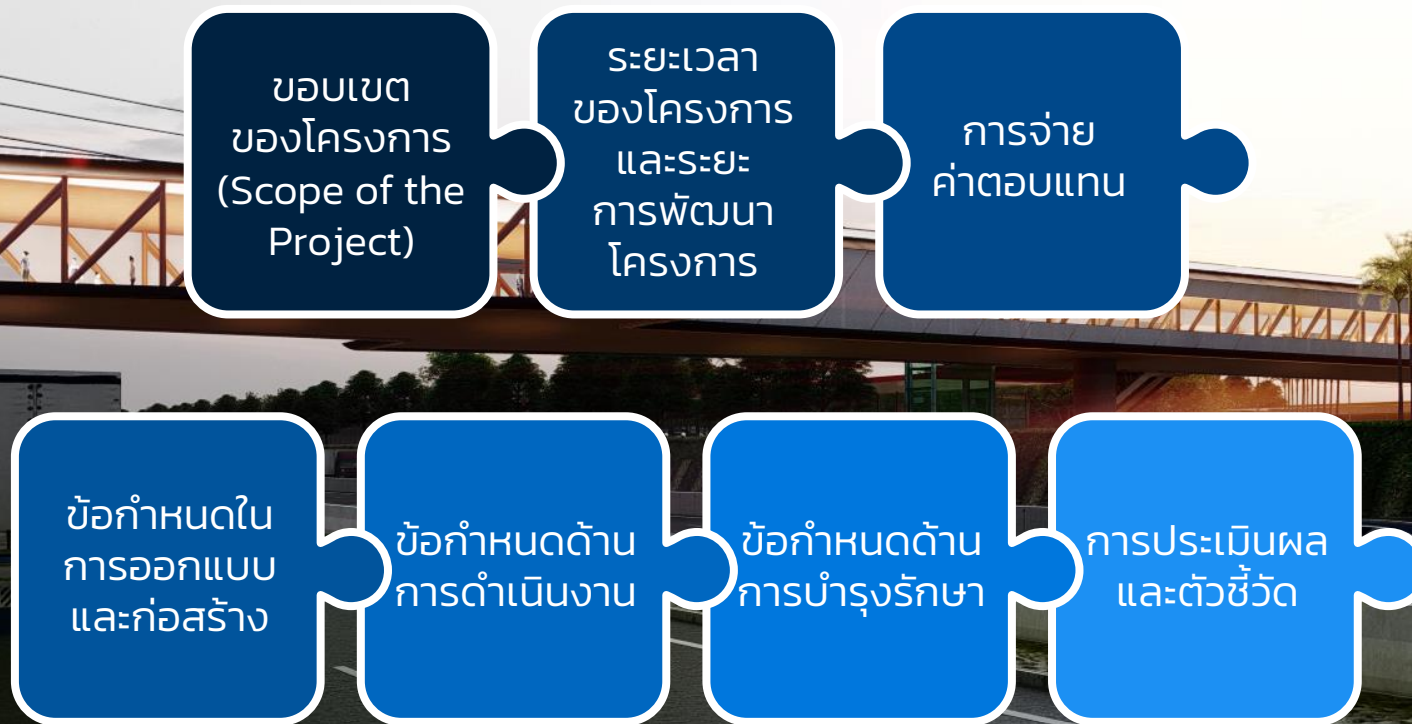 ขอบเขต
ของโครงการ
(Scope of the
Project)
ระยะเวลา
ของโครงการ
และระยะ
การพัฒนา
โครงการ
การจ่าย
ค่าตอบแทน
ข้อกำหนดใน
การออกแบบ
และก่อสร้าง
ข้อกำหนดด้าน
การดำเนินงาน
ข้อกำหนดด้าน
การบำรุงรักษา
การประเมินผล
และตัวชี้วัด